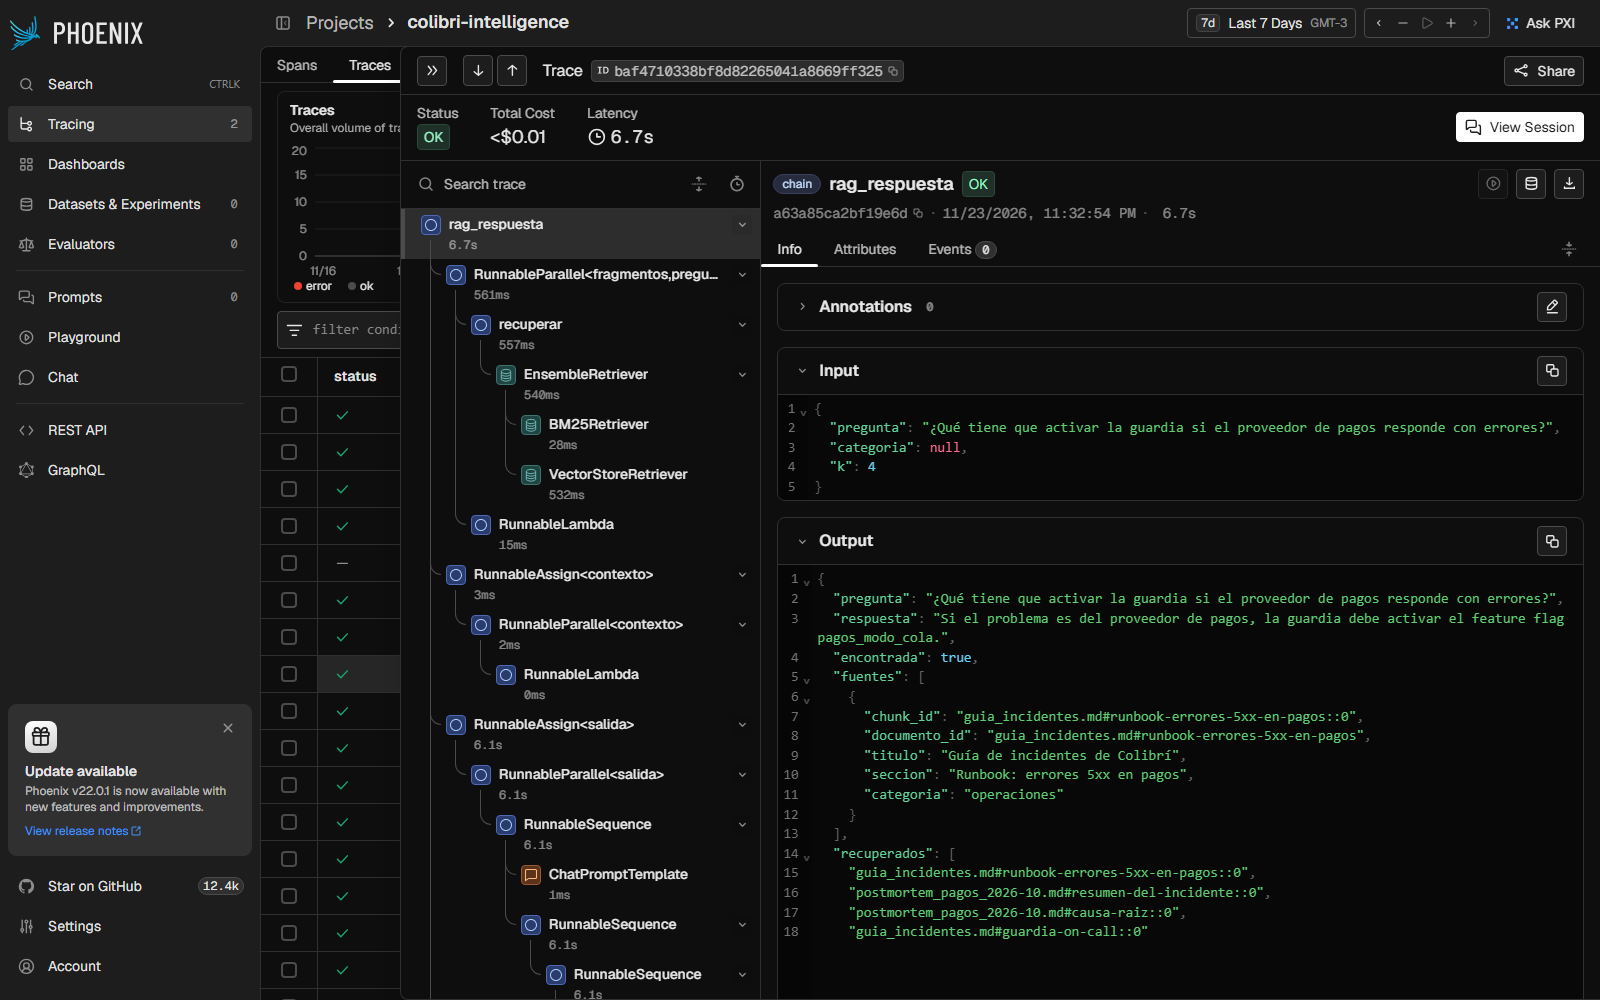 PHOENIX
Search CTRLK
Tracing 2
Dashboards
Datasets & Experiments 0
Evaluators 0
Prompts 0
Playground
Chat
REST API
GraphQL
Update available
Phoenix v22.0.1 is now available with
new features and improvements.
View release notes
Star on GitHub 12.4k
Settings
Account
Projects > colibri-intelligence
7d Last 7 Days GMT-3
Ask PXI
Spans Traces
Traces
Overall volume of tra
20
15
10
5
0
11/16
error ok
filter condi
status
Trace ID baf4710338bf8d82265041a8669ff325
Share
Status Total Cost Latency
OK <$0.01 6.7s
View Session
Search trace
rag_respuesta
6.7s
RunnableParallel<fragmentos,pregu...
561ms
recuperar
557ms
EnsembleRetriever
540ms
BM25Retriever
28ms
VectorStoreRetriever
532ms
RunnableLambda
15ms
RunnableAssign<contexto>
3ms
RunnableParallel<contexto>
2ms
RunnableLambda
0ms
RunnableAssign<salida>
6.1s
RunnableParallel<salida>
6.1s
RunnableSequence
6.1s
ChatPromptTemplate
1ms
RunnableSequence
6.1s
RunnableSequence
6.1s
chain rag_respuesta OK
a63a85ca2bf19e6d · 11/23/2026, 11:32:54 PM · 6.7s
Info Attributes Events 0
Annotations 0
Input
1 {
2 "pregunta": "¿Qué tiene que activar la guardia si el proveedor de pagos responde con errores?",
3 "categoria": null,
4 "k": 4
5 }
Output
1 {
2 "pregunta": "¿Qué tiene que activar la guardia si el proveedor de pagos responde con errores?",
3 "respuesta": "Si el problema es del proveedor de pagos, la guardia debe activar el feature flag
pagos_modo_cola.",
4 "encontrada": true,
5 "fuentes": [
6 {
7 "chunk_id": "guia_incidentes.md#runbook-errores-5xx-en-pagos::0",
8 "documento_id": "guia_incidentes.md#runbook-errores-5xx-en-pagos",
9 "titulo": "Guía de incidentes de Colibrí",
10 "seccion": "Runbook: errores 5xx en pagos",
11 "categoria": "operaciones"
12 }
13 ],
14 "recuperados": [
15 "guia_incidentes.md#runbook-errores-5xx-en-pagos::0",
16 "postmortem_pagos_2026-10.md#resumen-del-incidente::0",
17 "postmortem_pagos_2026-10.md#causa-raiz::0",
18 "guia_incidentes.md#guardia-on-call::0"